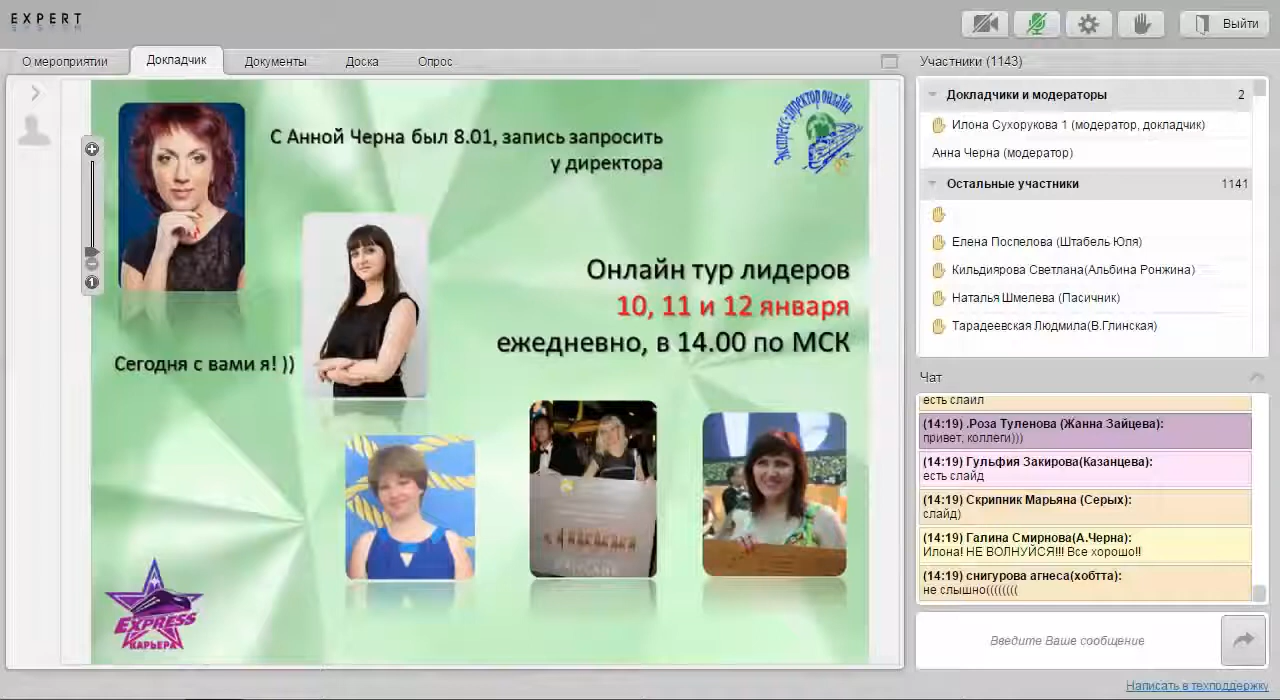 EXPERT
SYSTEM
Выйти
О мероприятии
Докладчик
Документы
Доска
Опрос
С Анной Черна был 8.01, запись запросить
у директора
Экспресс-директор онлайн
Онлайн тур лидеров
10, 11 и 12 января
ежедневно, в 14.00 по МСК
Сегодня с вами я! ))
EXPRESS
КАРЬЕРА
Участники (1143)
Докладчики и модераторы 2
Илона Сухорукова 1 (модератор, докладчик)
Анна Черна (модератор)
Остальные участники 1141
Елена Поспелова (Штабель Юля)
Кильдиярова Светлана(Альбина Ронжина)
Наталья Шмелева (Пасичник)
Тарадеевская Людмила(В.Глинская)
Чат
есть слайд
(14:19) .Роза Туленова (Жанна Зайцева):
привет, коллеги)))
(14:19) Гульфия Закирова(Казанцева):
есть слайд
(14:19) Скрипник Марьяна (Серых):
слайд)
(14:19) Галина Смирнова(А.Черна):
Илона! НЕ ВОЛНУЙСЯ!!! Все хорошо!!
(14:19) снигурова агнеса(хобтта):
не слышно((((((((
Введите Ваше сообщение
Написать в техподдержку